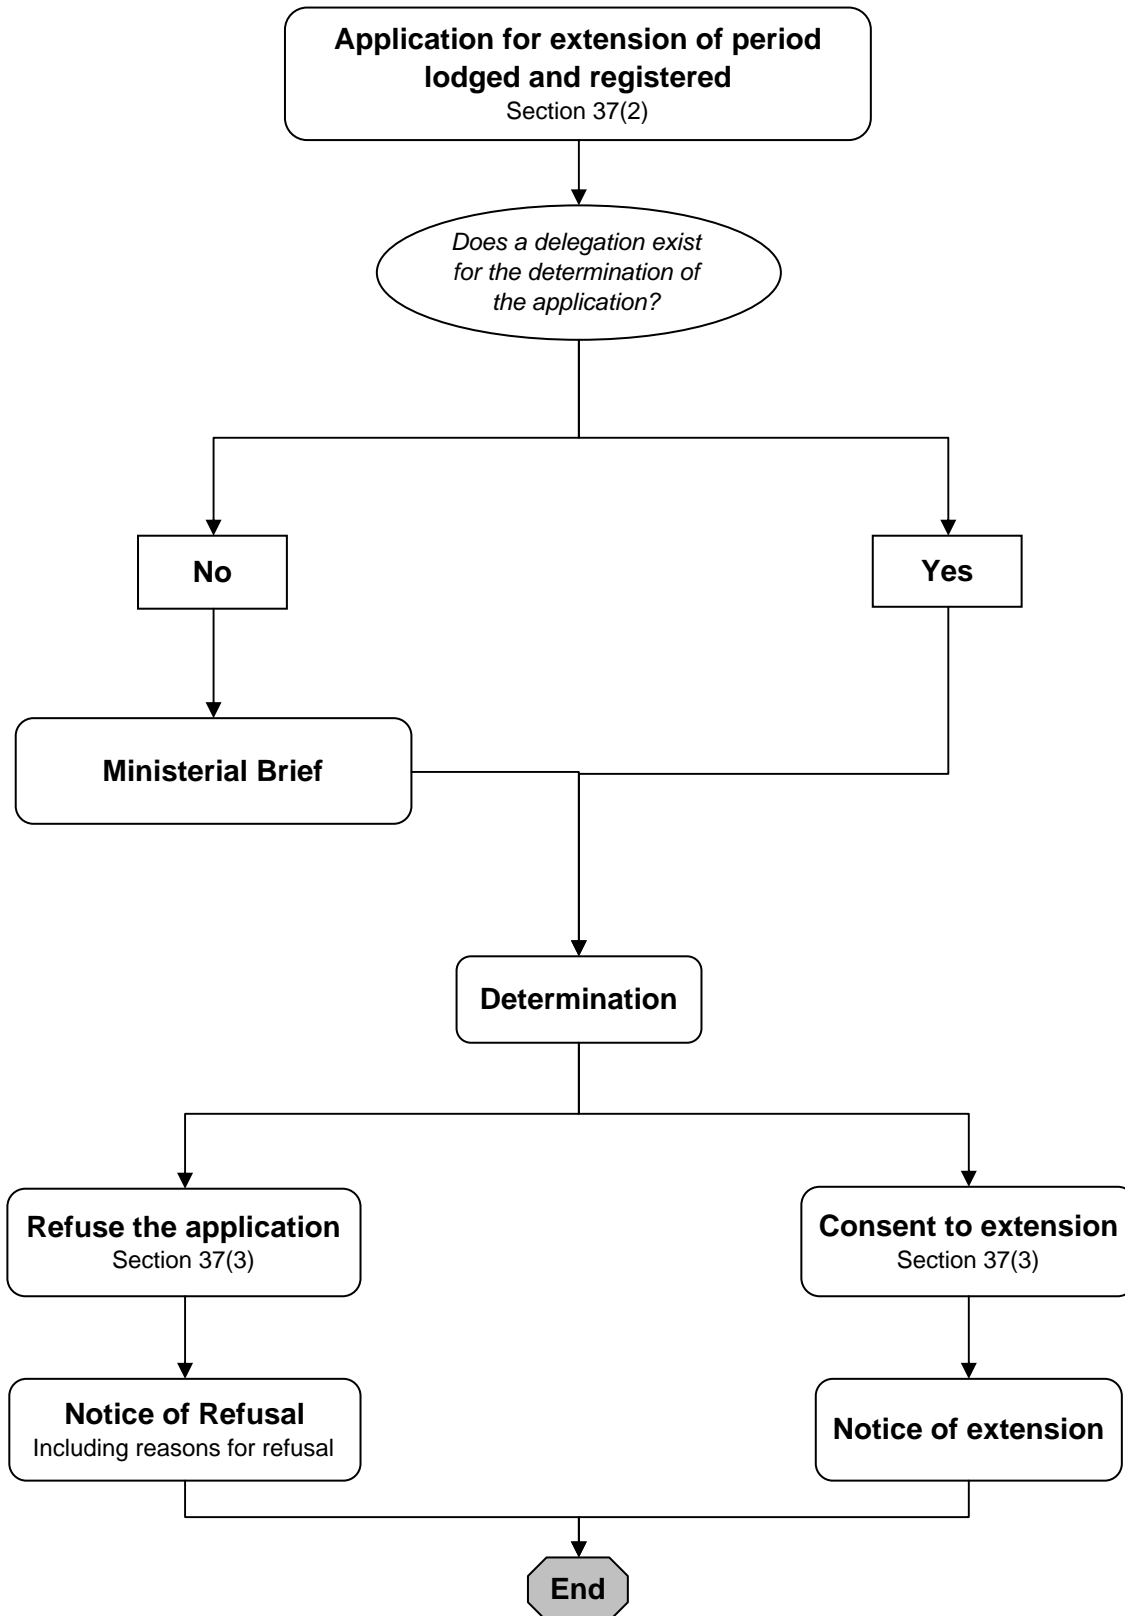 Application for extension of period
lodged and registered
Section 37(2)
Does a delegation exist
for the determination of
the application?
No
Yes
Ministerial Brief
Determination
Refuse the application
Section 37(3)
Consent to extension
Section 37(3)
Notice of Refusal
Including reasons for refusal
Notice of extension
End